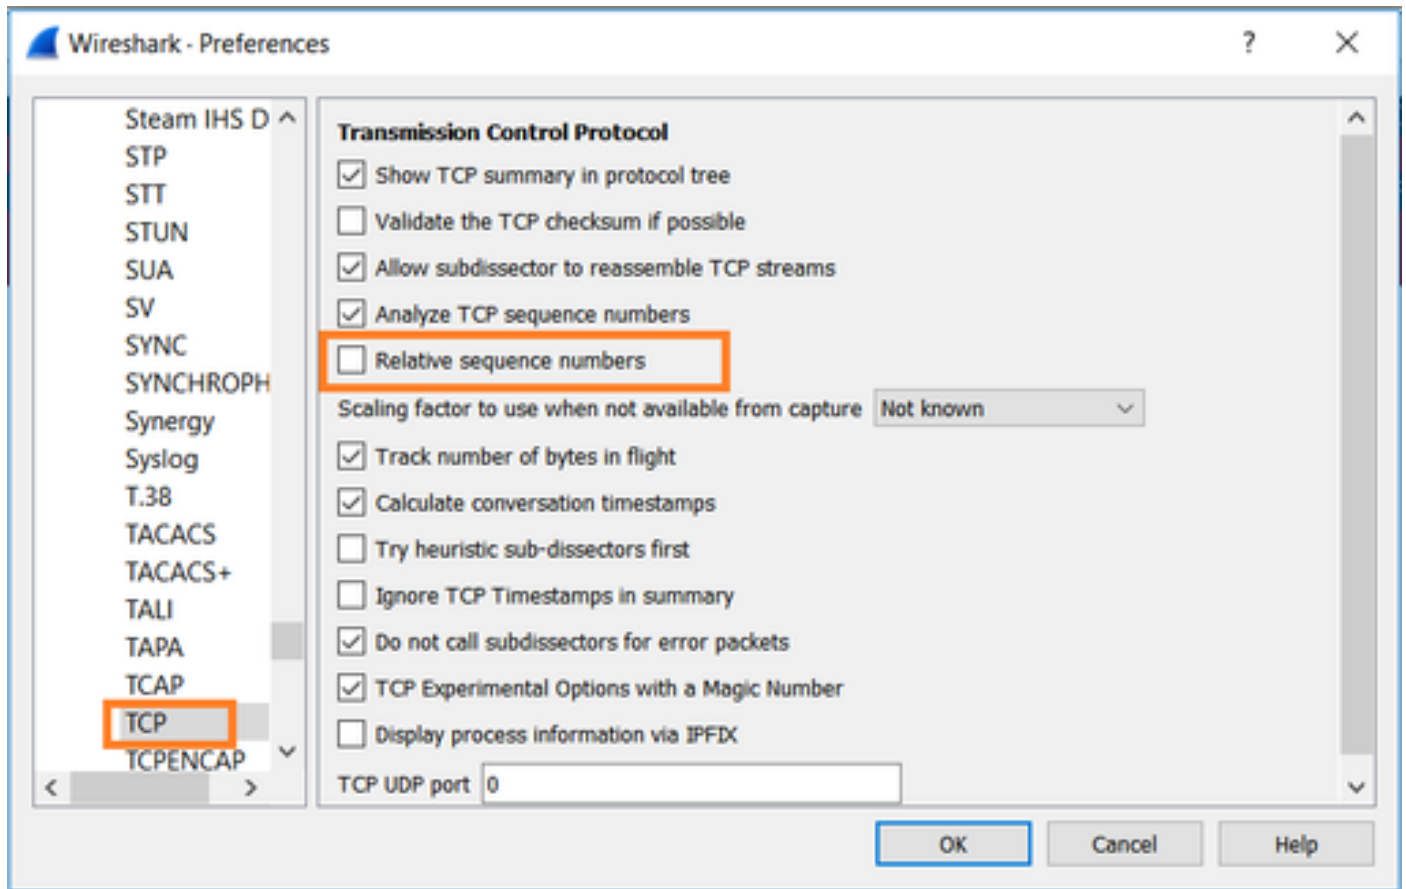 Wireshark - Preferences
?
Steam IHS D
STP
STT
STUN
SUA
SV
SYNC
SYNCHROPH
Synergy
Syslog
T.38
TACACS
TACACS+
TALI
TAPA
TCAP
TCP
TCPENCAP
Transmission Control Protocol
Show TCP summary in protocol tree
Validate the TCP checksum if possible
Allow subdissector to reassemble TCP streams
Analyze TCP sequence numbers
Relative sequence numbers
Scaling factor to use when not available from capture Not known
Track number of bytes in flight
Calculate conversation timestamps
Try heuristic sub-dissectors first
Ignore TCP Timestamps in summary
Do not call subdissectors for error packets
TCP Experimental Options with a Magic Number
Display process information via IPFIX
TCP UDP port 0
OK Cancel Help